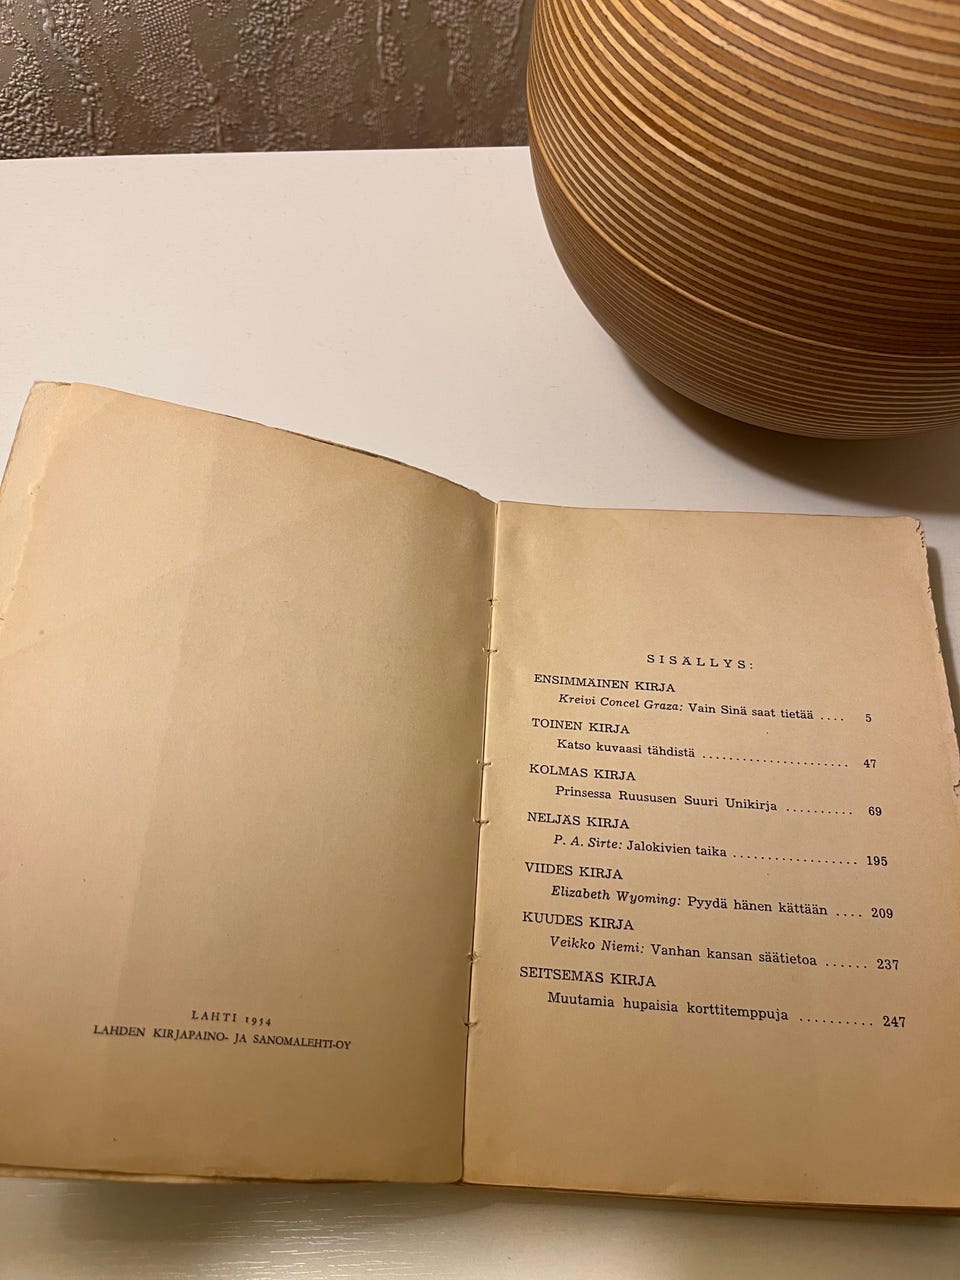 LAHTI 1954
LAHDEN KIRJAPAINO- JA SANOMALEHTI-OY
SISÄLLYS:
ENSIMMÄINEN KIRJA
Kreivi Concel Graza: Vain Sinä saat tietää .... 5
TOINEN KIRJA
Katso kuvaasi tähdistä ...................... 47
KOLMAS KIRJA
Prinsessa Ruususen Suuri Unikirja .......... 69
NELJÄS KIRJA
P. A. Sirte: Jalokivien taika .................. 195
VIIDES KIRJA
Elizabeth Wyoming: Pyydä hänen kättään .... 209
KUUDES KIRJA
Veikko Niemi: Vanhan kansan säätietoa ...... 237
SEITSEMÄS KIRJA
Muutamia hupaisia korttitemppuja .......... 247